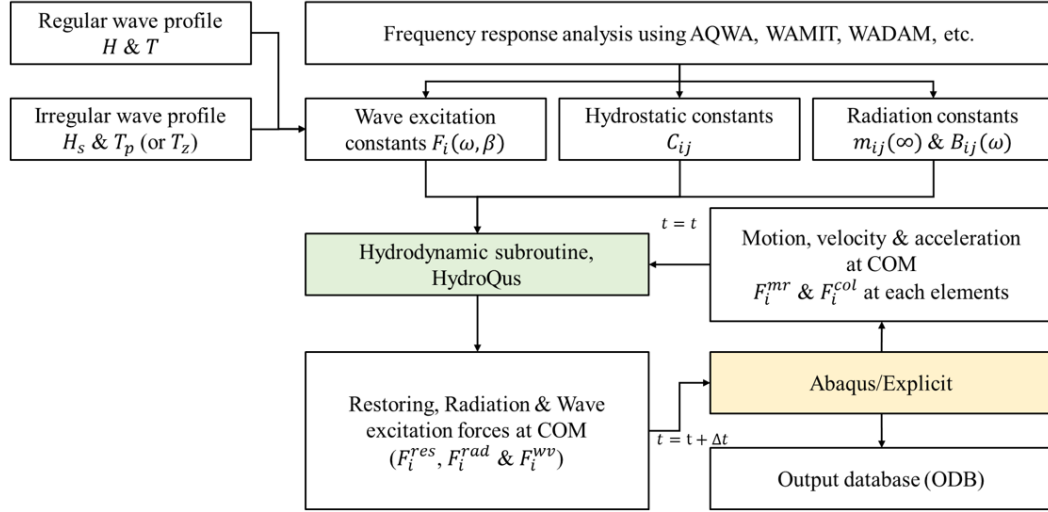 Regular wave profile
H & T
Frequency response analysis using AQWA, WAMIT, WADAM, etc.
Irregular wave profile
H_s & T_p (or T_z)
Wave excitation
constants F_i(ω, β)
Hydrostatic constants
C_ij
Radiation constants
m_ij(∞) & B_ij(ω)
t = t
Hydrodynamic subroutine,
HydroQus
Motion, velocity & acceleration
at COM
F_i^mr & F_i^col at each elements
Restoring, Radiation & Wave
excitation forces at COM
(F_i^res, F_i^rad & F_i^wv)
Abaqus/Explicit
t = t + Δt
Output database (ODB)